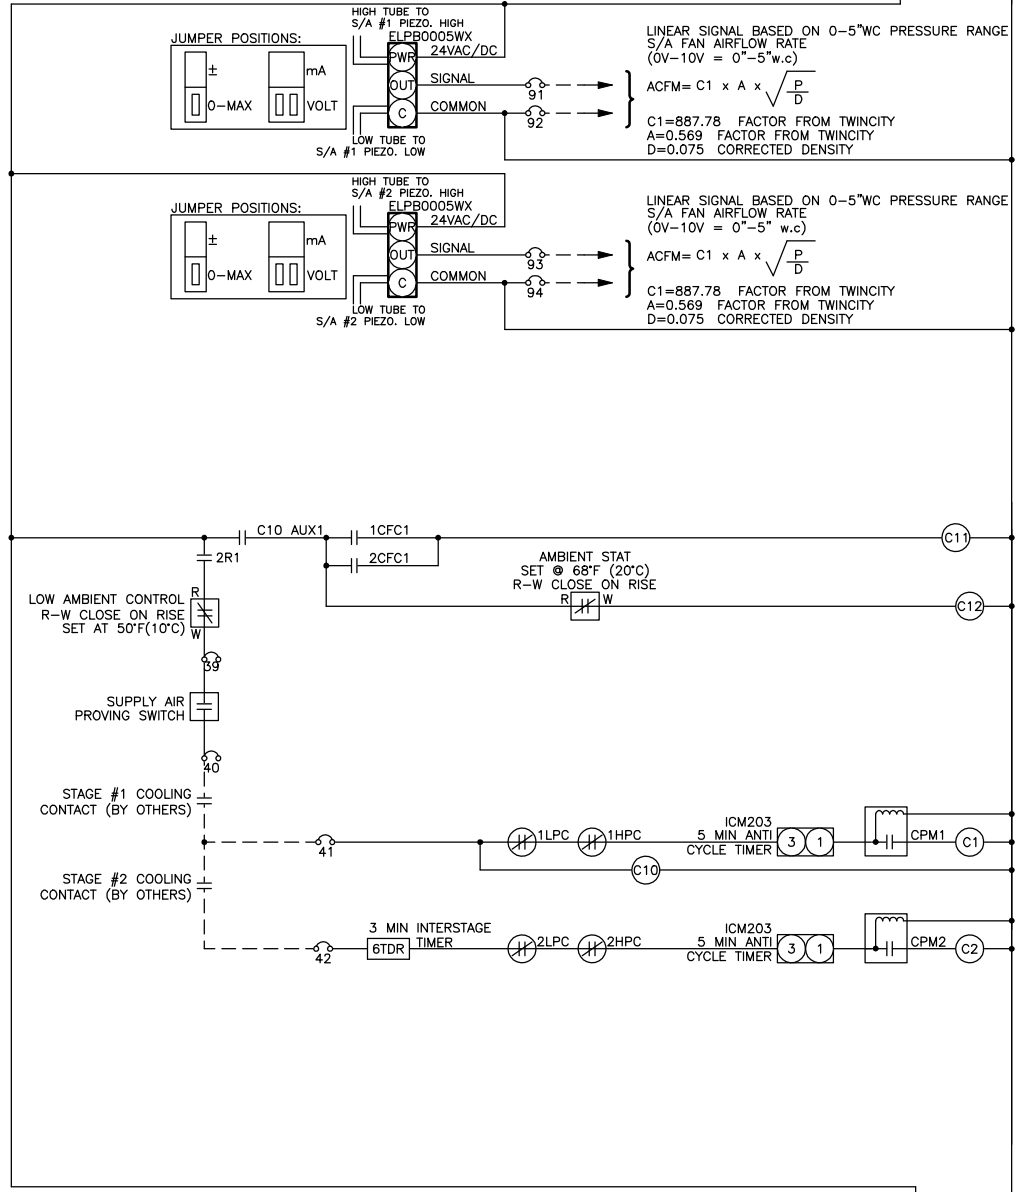 HIGH TUBE TO
S/A #1 PIEZO. HIGH
ELPB0005WX
JUMPER POSITIONS:
±
0-MAX
mA
VOLT
PWR
24VAC/DC
OUT
SIGNAL
91
C
COMMON
92
LOW TUBE TO
S/A #1 PIEZO. LOW
LINEAR SIGNAL BASED ON 0-5"WC PRESSURE RANGE
S/A FAN AIRFLOW RATE
(0V-10V = 0"-5"w.c)
ACFM= C1 x A x √ P
D
C1=887.78 FACTOR FROM TWINCITY
A=0.569 FACTOR FROM TWINCITY
D=0.075 CORRECTED DENSITY
HIGH TUBE TO
S/A #2 PIEZO. HIGH
ELPB0005WX
JUMPER POSITIONS:
±
0-MAX
mA
VOLT
PWR
24VAC/DC
OUT
SIGNAL
93
C
COMMON
94
LOW TUBE TO
S/A #2 PIEZO. LOW
LINEAR SIGNAL BASED ON 0-5"WC PRESSURE RANGE
S/A FAN AIRFLOW RATE
(0V-10V = 0"-5" w.c)
ACFM= C1 x A x √ P
D
C1=887.78 FACTOR FROM TWINCITY
A=0.569 FACTOR FROM TWINCITY
D=0.075 CORRECTED DENSITY
C10 AUX1
1CFC1
C11
2R1
2CFC1
AMBIENT STAT
SET @ 68°F (20°C)
R-W CLOSE ON RISE
R
W
C12
LOW AMBIENT CONTROL
R-W CLOSE ON RISE
SET AT 50°F(10°C)
R
W
39
SUPPLY AIR
PROVING SWITCH
40
STAGE #1 COOLING
CONTACT (BY OTHERS)
41
1LPC
1HPC
ICM203
5 MIN ANTI
CYCLE TIMER
3
1
CPM1
C1
C10
STAGE #2 COOLING
CONTACT (BY OTHERS)
42
3 MIN INTERSTAGE
TIMER
6TDR
2LPC
2HPC
ICM203
5 MIN ANTI
CYCLE TIMER
3
1
CPM2
C2